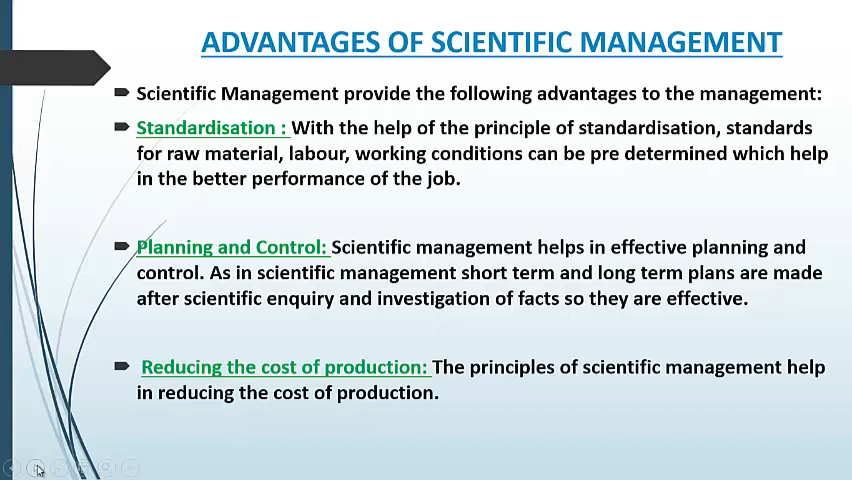 ADVANTAGES OF SCIENTIFIC MANAGEMENT
Scientific Management provide the following advantages to the management:
Standardisation : With the help of the principle of standardisation, standards
for raw material, labour, working conditions can be pre determined which help
in the better performance of the job.
Planning and Control: Scientific management helps in effective planning and
control. As in scientific management short term and long term plans are made
after scientific enquiry and investigation of facts so they are effective.
Reducing the cost of production: The principles of scientific management help
in reducing the cost of production.